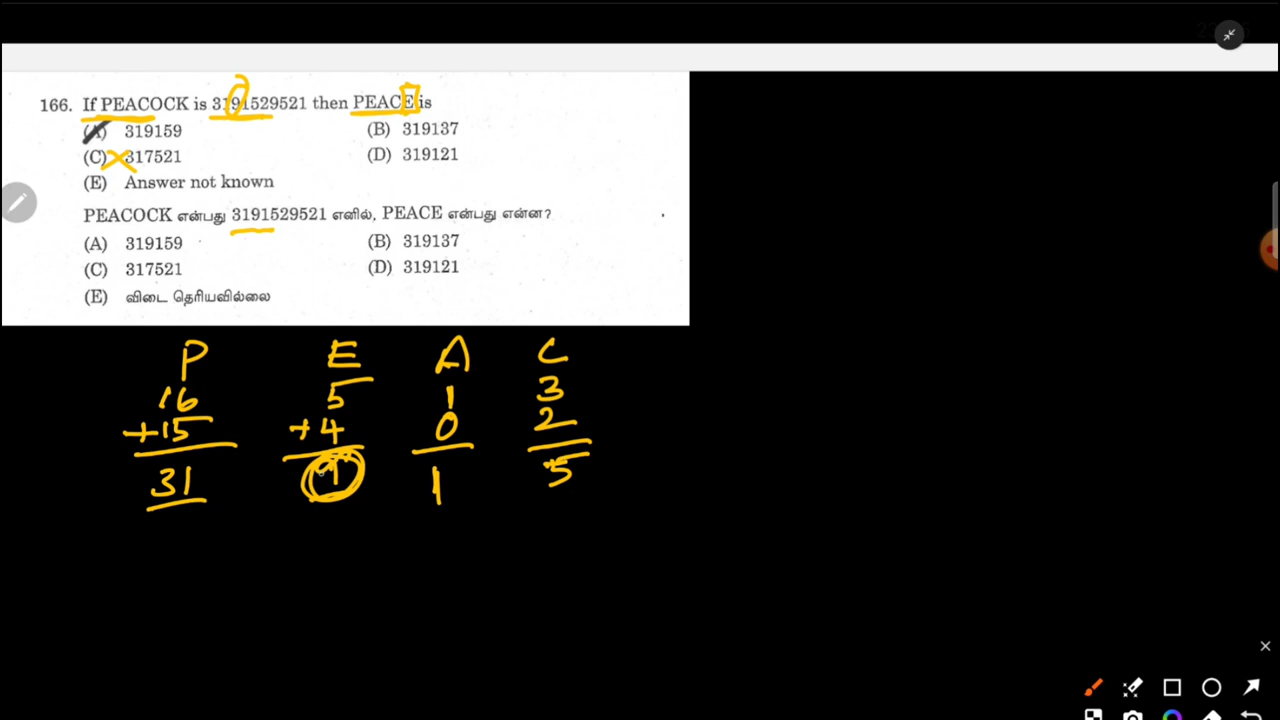 166. If PEACOCK is 3191529521 then PEACE is
(A) 319159 (B) 319137
(C) 317521 (D) 319121
(E) Answer not known
PEACOCK என்பது 3191529521 எனில், PEACE என்பது என்ன?
(A) 319159 (B) 319137
(C) 317521 (D) 319121
(E) விடை தெரியவில்லை
P E A C
16 5 1 3
+15 +4 0 2
31 9 1 5